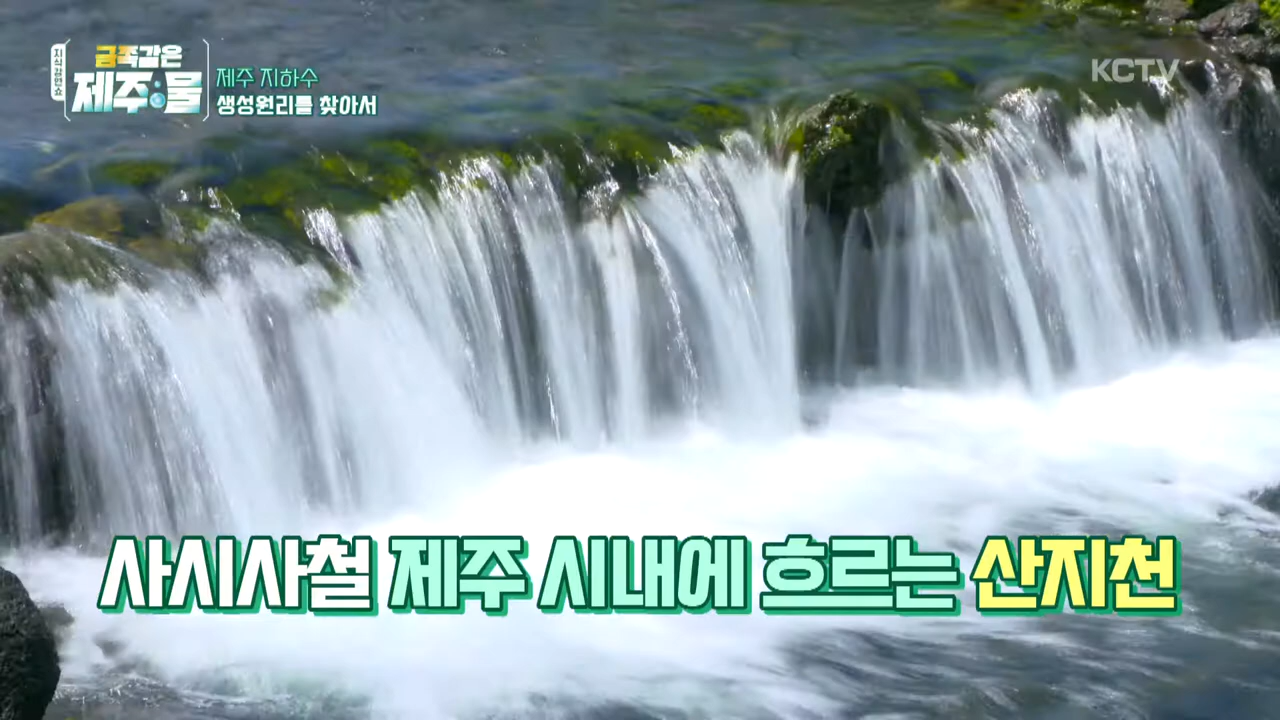 지식강연쇼
금쪽같은
제주:물
제주 지하수
생성원리를 찾아서
KCTV
사시사철 제주 시내에 흐르는 산지천